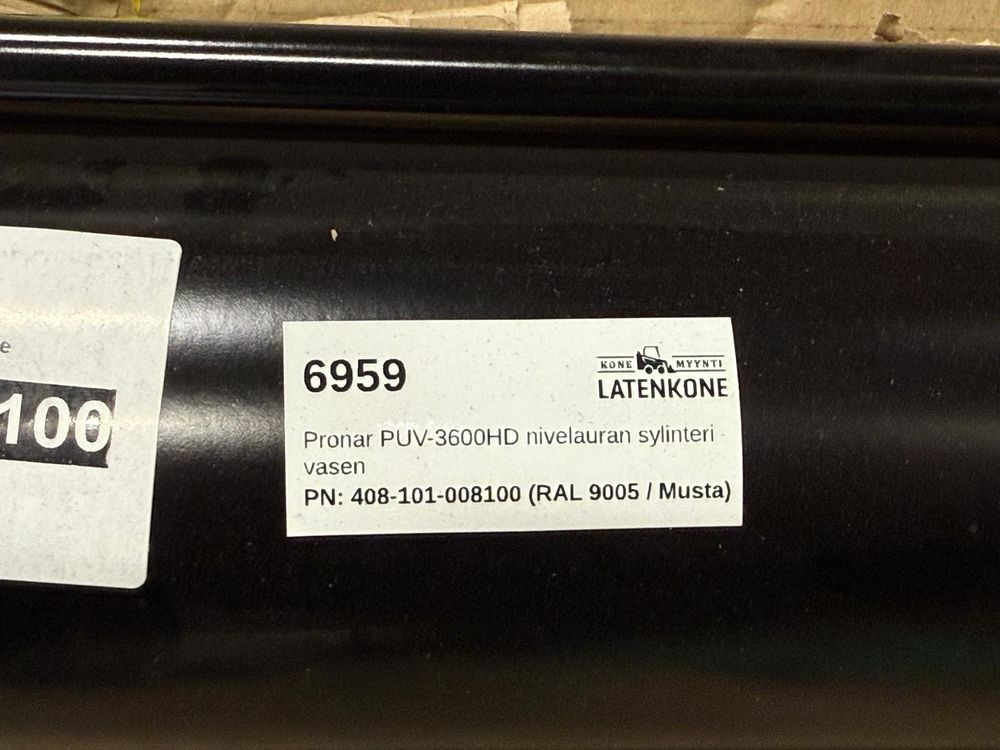 e
100
6959
KONE MYYNTI
LATENKONE
Pronar PUV-3600HD nivelauran sylinteri
vasen
PN: 408-101-008100 (RAL 9005 / Musta)